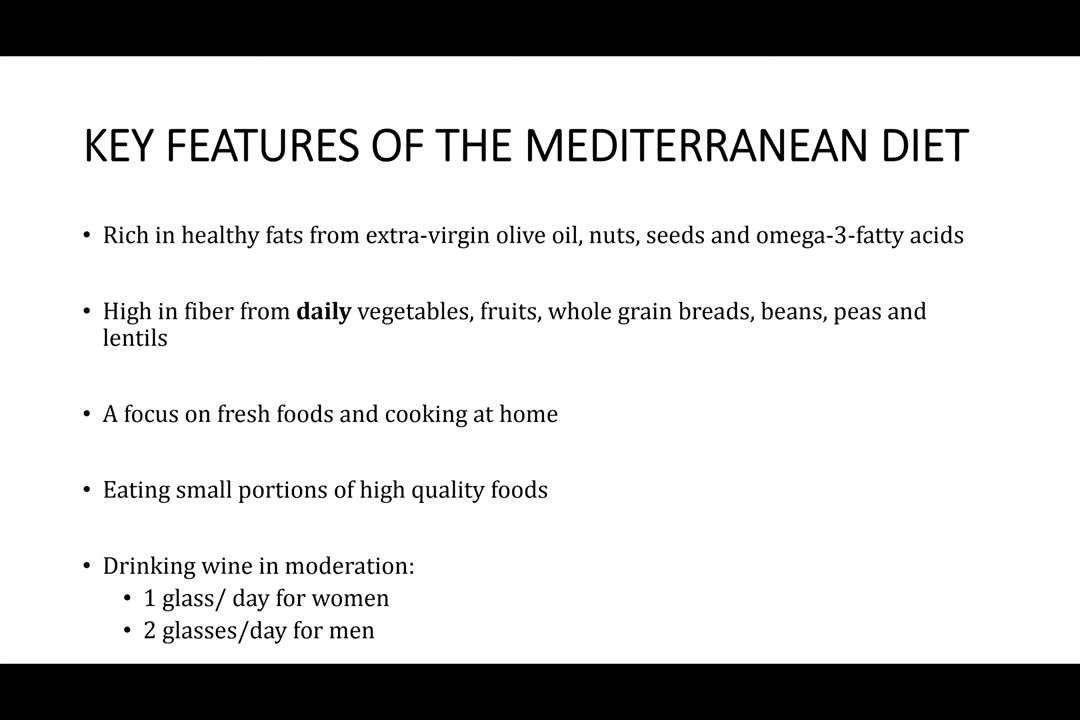 KEY FEATURES OF THE MEDITERRANEAN DIET
• Rich in healthy fats from extra-virgin olive oil, nuts, seeds and omega-3-fatty acids
• High in fiber from daily vegetables, fruits, whole grain breads, beans, peas and
lentils
• A focus on fresh foods and cooking at home
• Eating small portions of high quality foods
• Drinking wine in moderation:
• 1 glass/ day for women
• 2 glasses/day for men